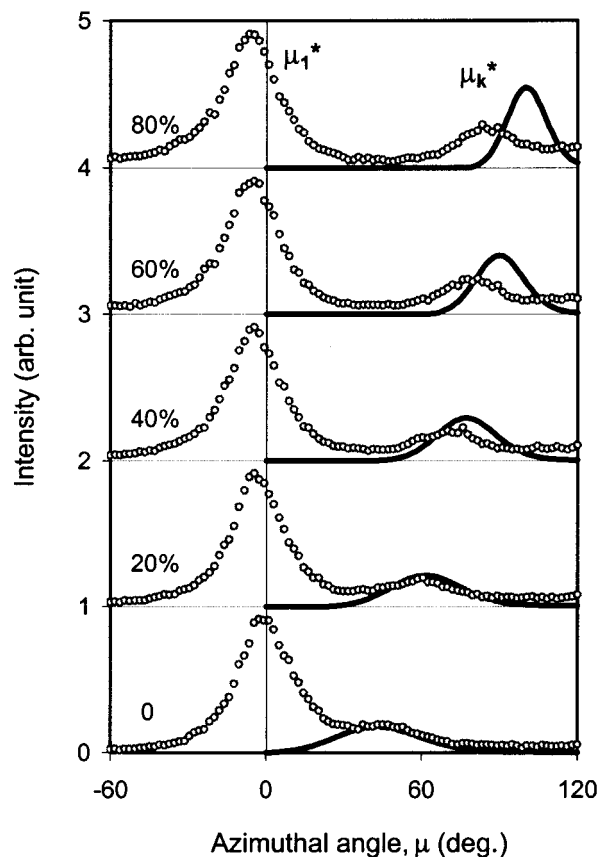 5
μ₁*
μₖ*
80%
4
60%
3
Intensity (arb. unit)
40%
2
20%
1
0
0
-60 0 60 120
Azimuthal angle, μ (deg.)